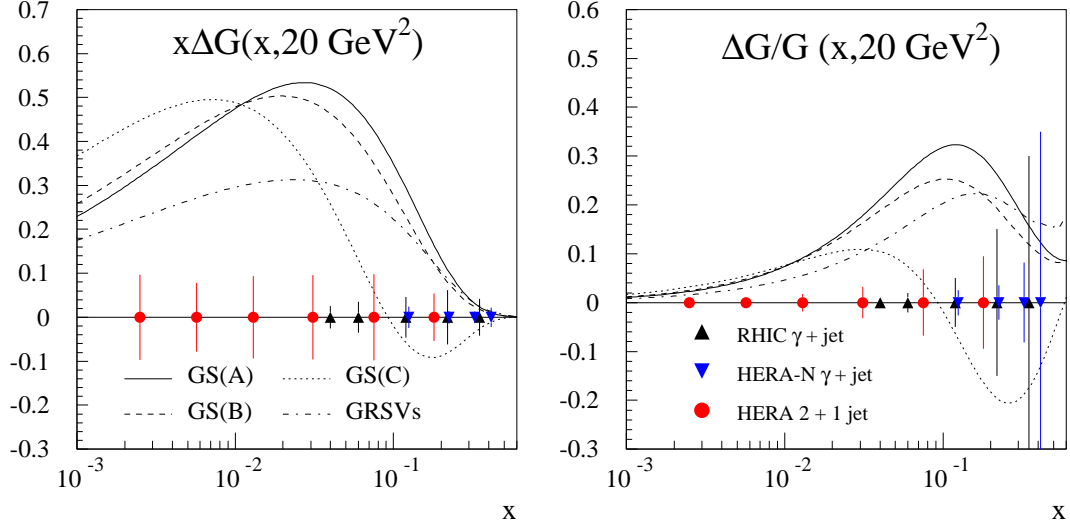 0.7
0.6
0.5
0.4
0.3
0.2
0.1
0
-0.1
-0.2
-0.3
xΔG(x,20 GeV²)
GS(A)
GS(C)
GS(B)
GRSVs
10⁻³
10⁻²
10⁻¹
x
0.6
0.5
0.4
0.3
0.2
0.1
0
-0.1
-0.2
-0.3
ΔG/G (x,20 GeV²)
RHIC γ + jet
HERA-N γ + jet
HERA 2 + 1 jet
10⁻³
10⁻²
10⁻¹
x